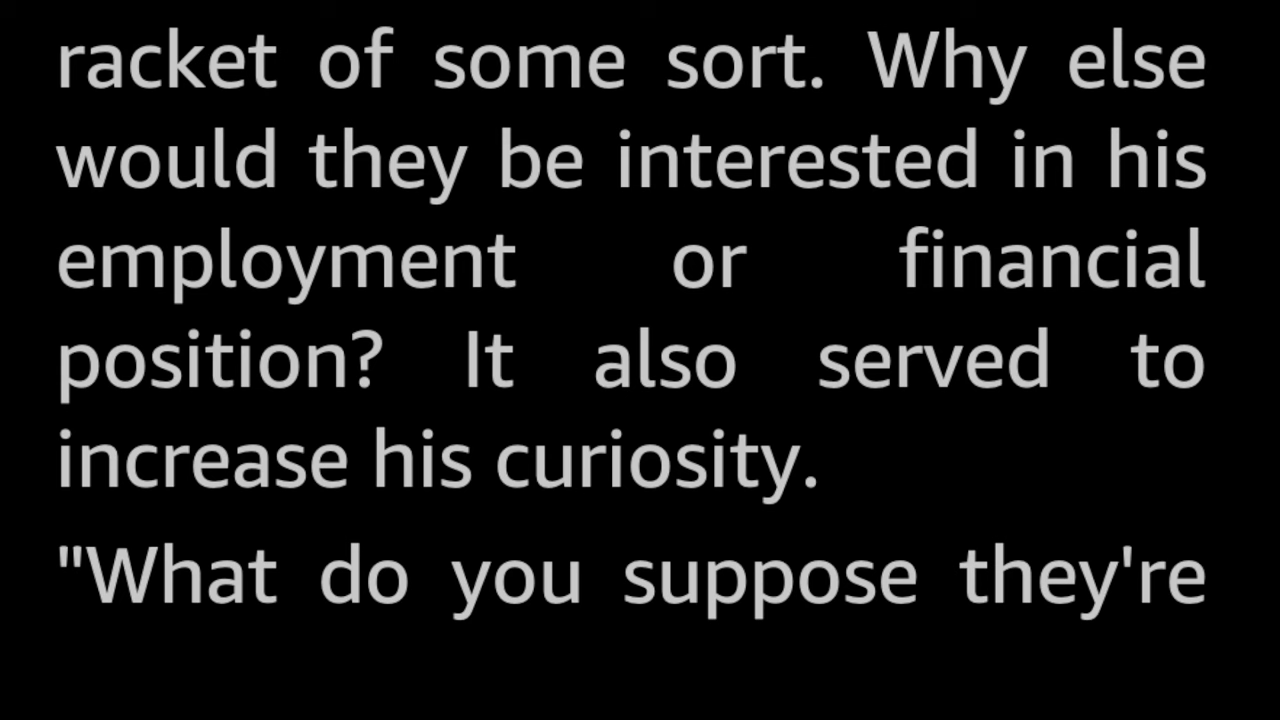 racket of some sort. Why else
would they be interested in his
employment or financial
position? It also served to
increase his curiosity.
"What do you suppose they're